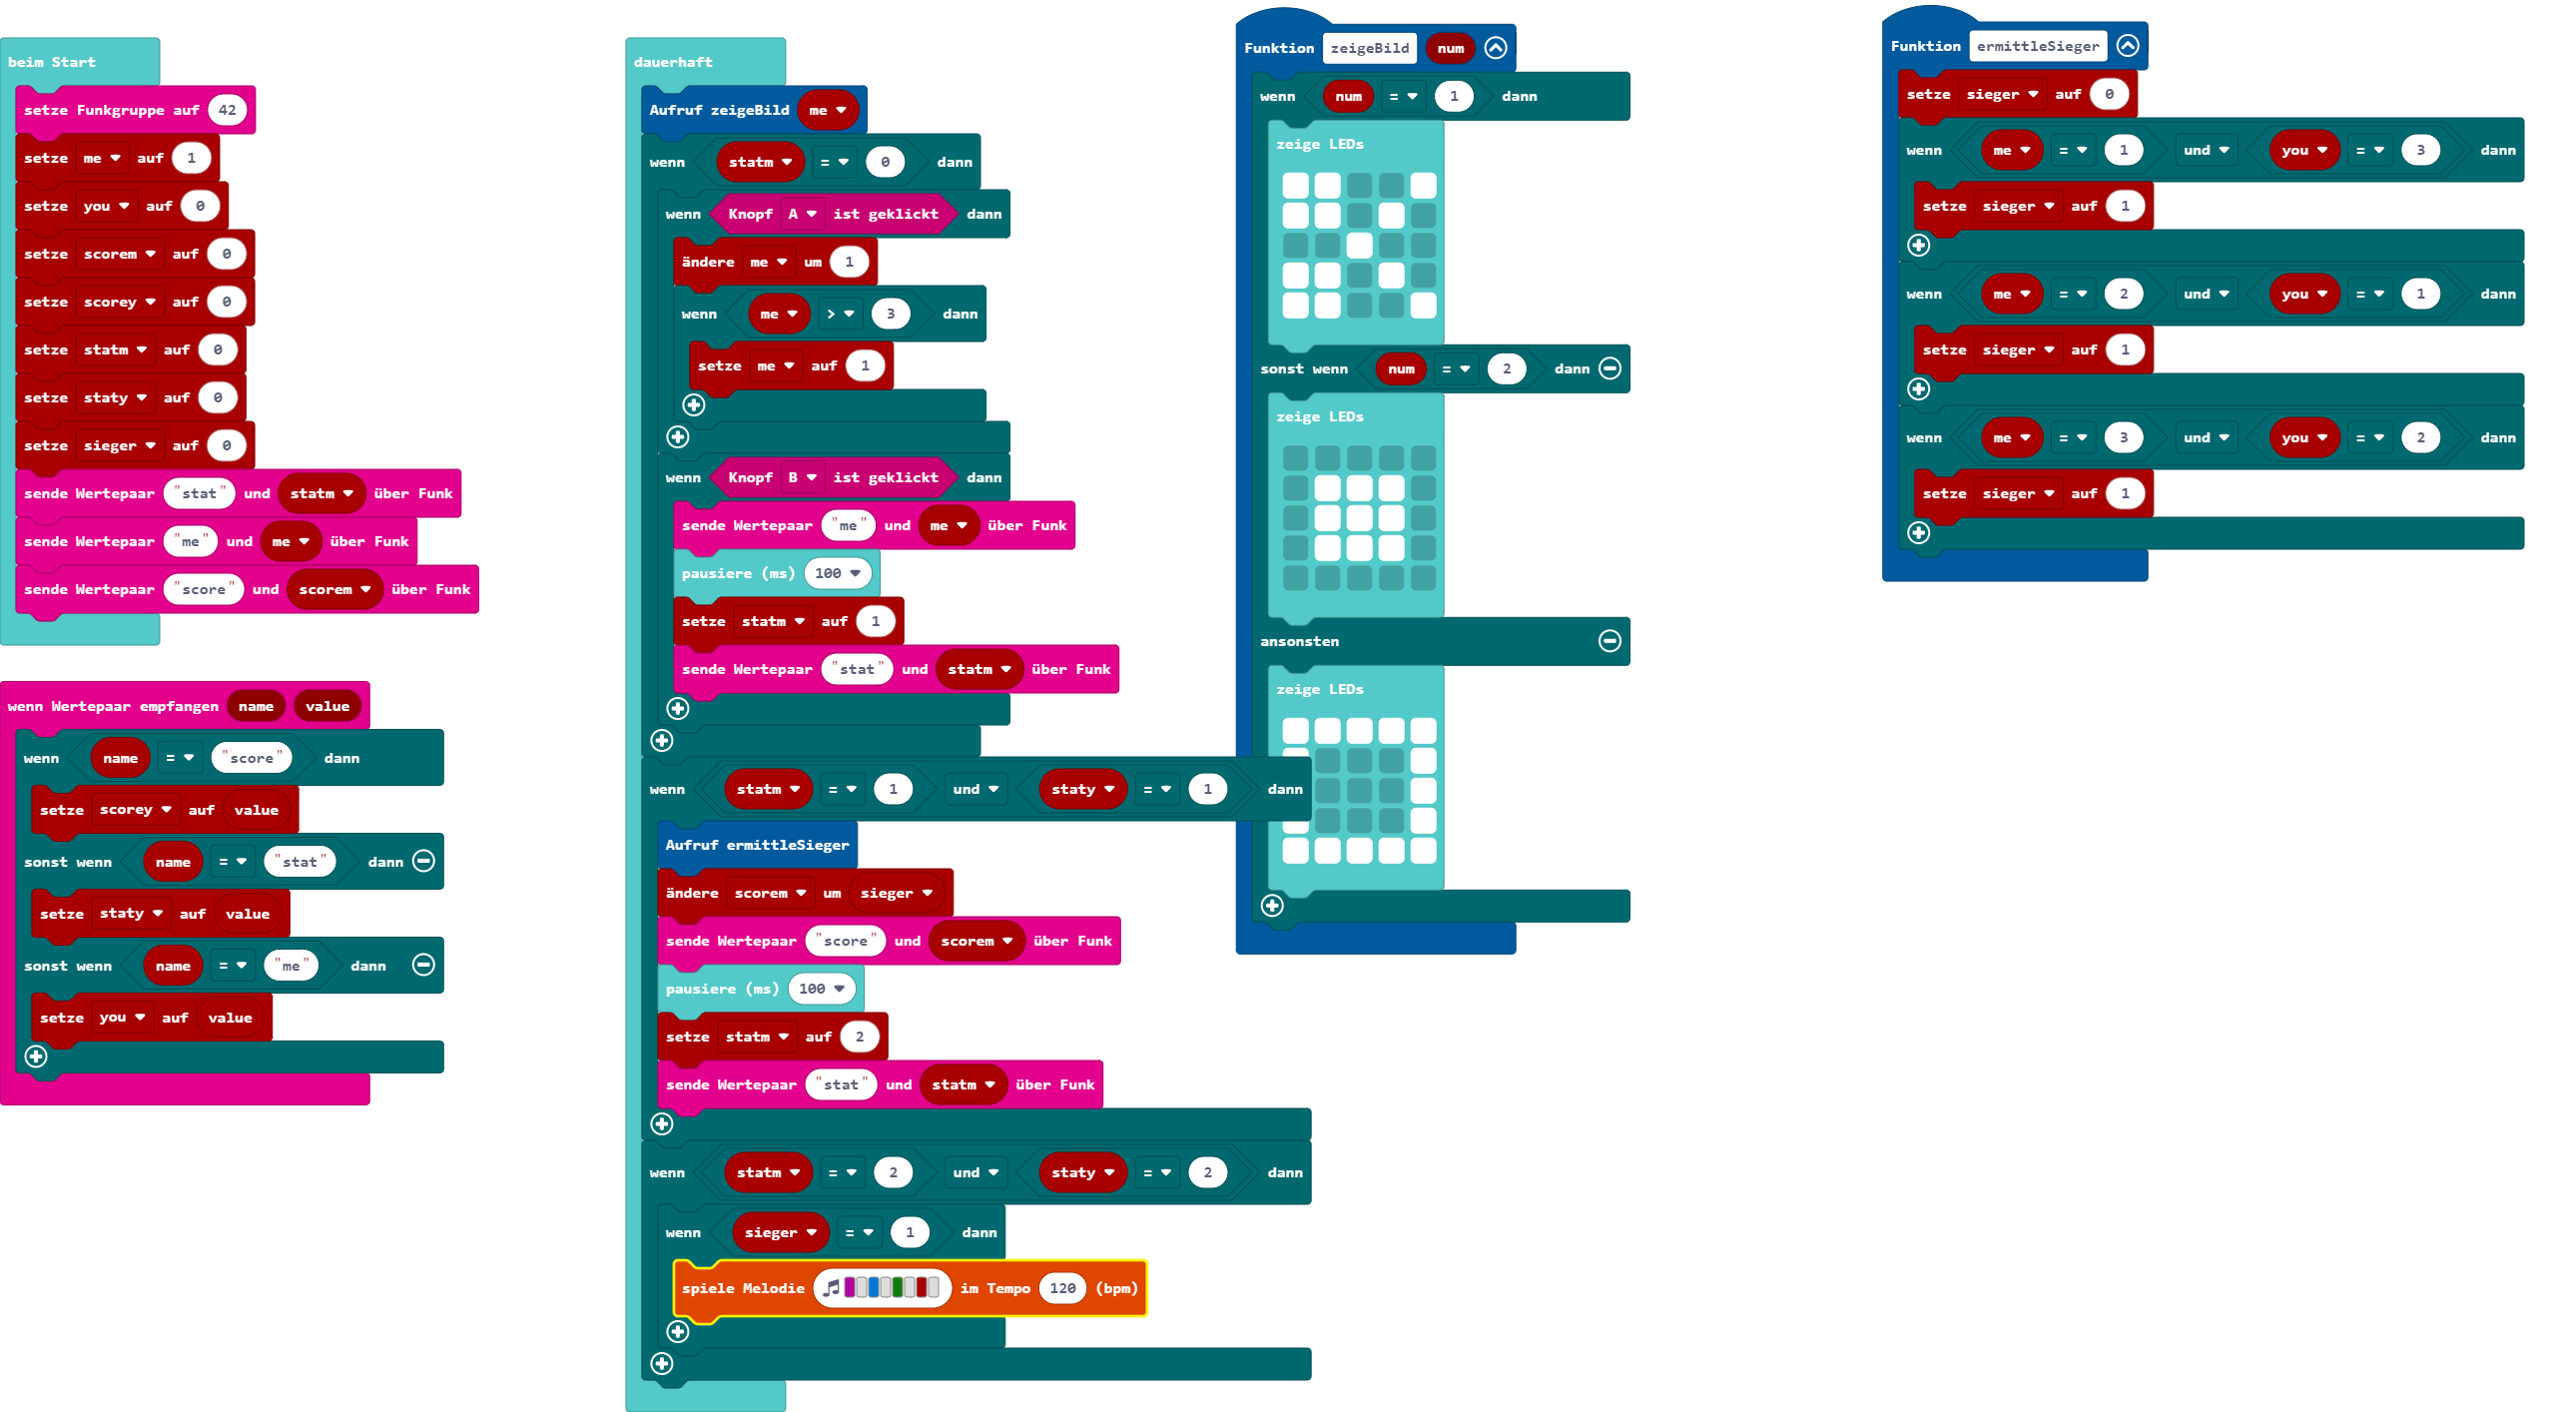 beim Start
setze Funkgruppe auf 42
setze me auf 1
setze you auf 0
setze scorem auf 0
setze scorey auf 0
setze statm auf 0
setze staty auf 0
setze sieger auf 0
sende Wertepaar "stat" und statm über Funk
sende Wertepaar "me" und me über Funk
sende Wertepaar "score" und scorem über Funk
wenn Wertepaar empfangen name value
wenn name = "score" dann
setze scorey auf value
sonst wenn name = "stat" dann
setze staty auf value
sonst wenn name = "me" dann
setze you auf value
dauerhaft
Aufruf zeigeBild me
wenn statm = 0 dann
wenn Knopf A ist geklickt dann
ändere me um 1
wenn me > 3 dann
setze me auf 1
wenn Knopf B ist geklickt dann
sende Wertepaar "me" und me über Funk
pausiere (ms) 100
setze statm auf 1
sende Wertepaar "stat" und statm über Funk
wenn statm = 1 und staty = 1 dann
Aufruf ermittleSieger
ändere scorem um sieger
sende Wertepaar "score" und scorem über Funk
pausiere (ms) 100
setze statm auf 2
sende Wertepaar "stat" und statm über Funk
wenn statm = 2 und staty = 2 dann
wenn sieger = 1 dann
spiele Melodie im Tempo 120 (bpm)
Funktion zeigeBild num
wenn num = 1 dann
zeige LEDs
sonst wenn num = 2 dann
zeige LEDs
ansonsten
zeige LEDs
Funktion ermittleSieger
setze sieger auf 0
wenn me = 1 und you = 3 dann
setze sieger auf 1
wenn me = 2 und you = 1 dann
setze sieger auf 1
wenn me = 3 und you = 2 dann
setze sieger auf 1